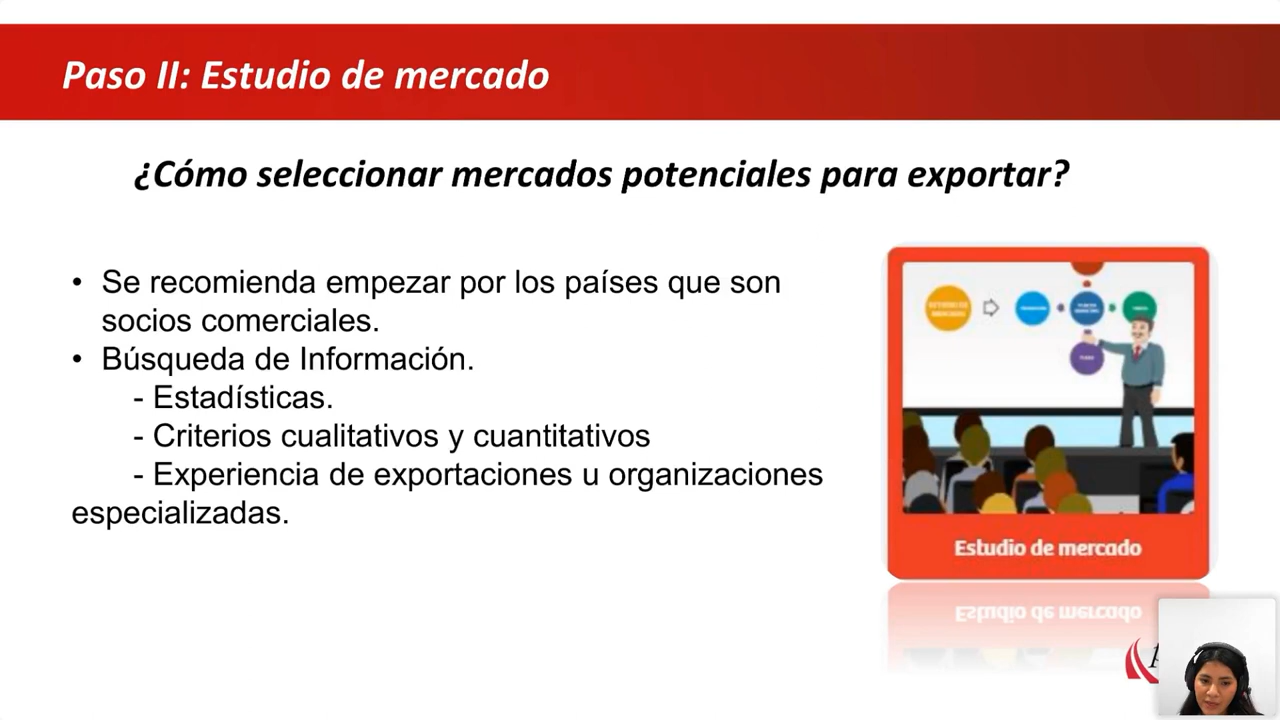 Paso II: Estudio de mercado
¿Cómo seleccionar mercados potenciales para exportar?
• Se recomienda empezar por los países que son
socios comerciales.
• Búsqueda de Información.
- Estadísticas.
- Criterios cualitativos y cuantitativos
- Experiencia de exportaciones u organizaciones
especializadas.
Estudio de mercado